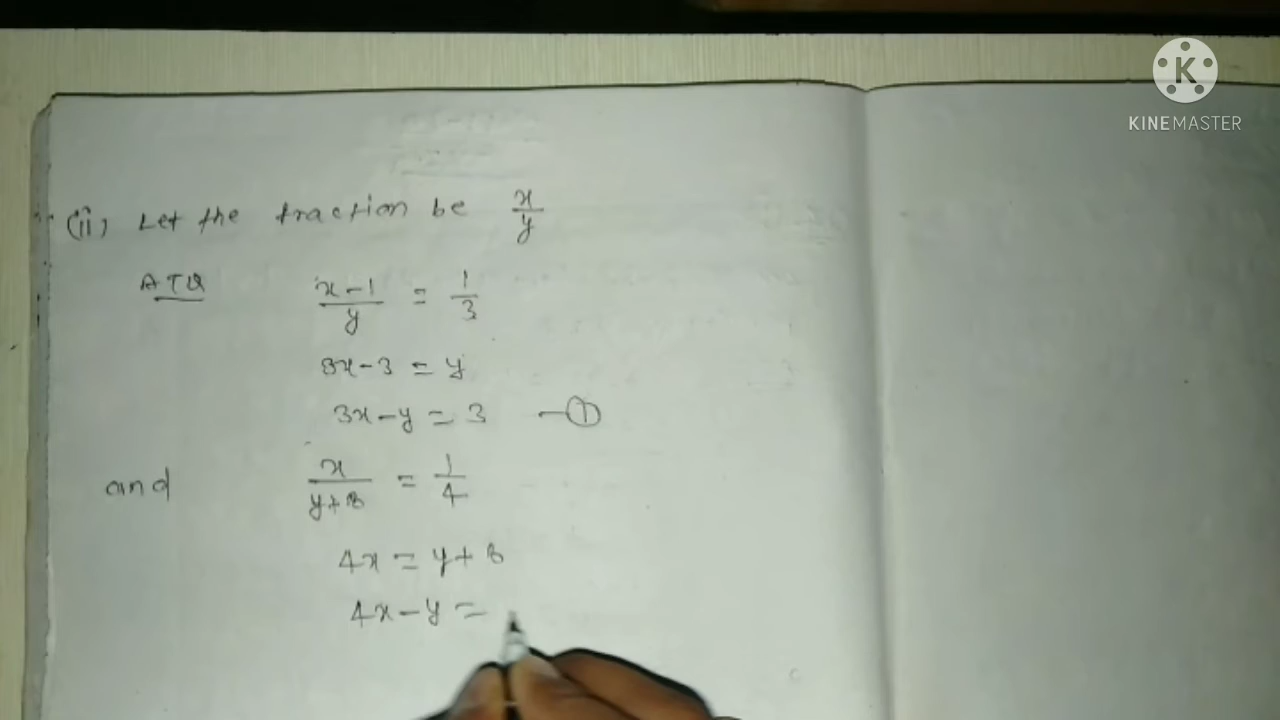 (ii) Let the fraction be x/y
ATQ (x-1)/y = 1/3
3x-3 = y
3x-y = 3 —①
and x/(y+8) = 1/4
4x = y+8
4x-y =
K
KINEMASTER